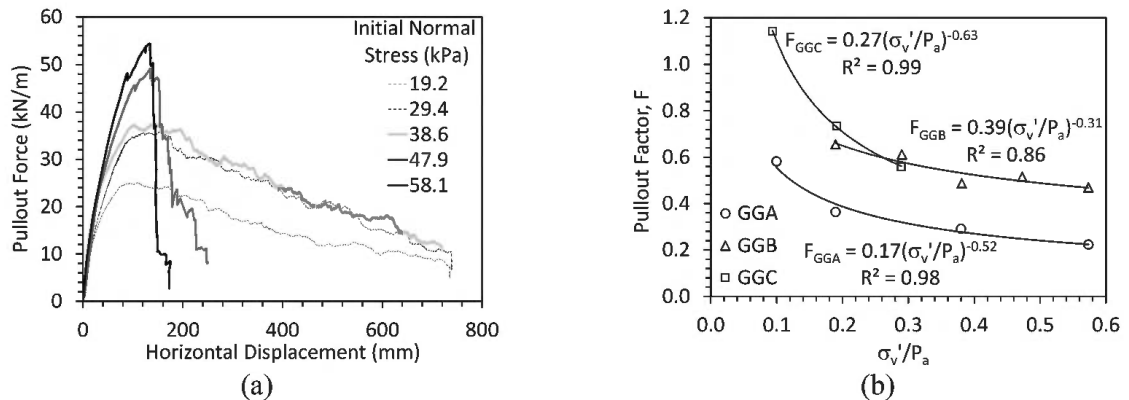 60
50
40
30
20
10
0
Pullout Force (kN/m)
0 200 400 600 800
Horizontal Displacement (mm)
Initial Normal
Stress (kPa)
19.2
29.4
38.6
47.9
58.1
(a)
1.2
1.0
0.8
0.6
0.4
0.2
0.0
Pullout Factor, F
0.0 0.1 0.2 0.3 0.4 0.5 0.6
σv'/Pa
FGGC = 0.27(σv'/Pa)-0.63
R² = 0.99
FGGB = 0.39(σv'/Pa)-0.31
R² = 0.86
GGA
GGB
GGC
FGGA = 0.17(σv'/Pa)-0.52
R² = 0.98
(b)